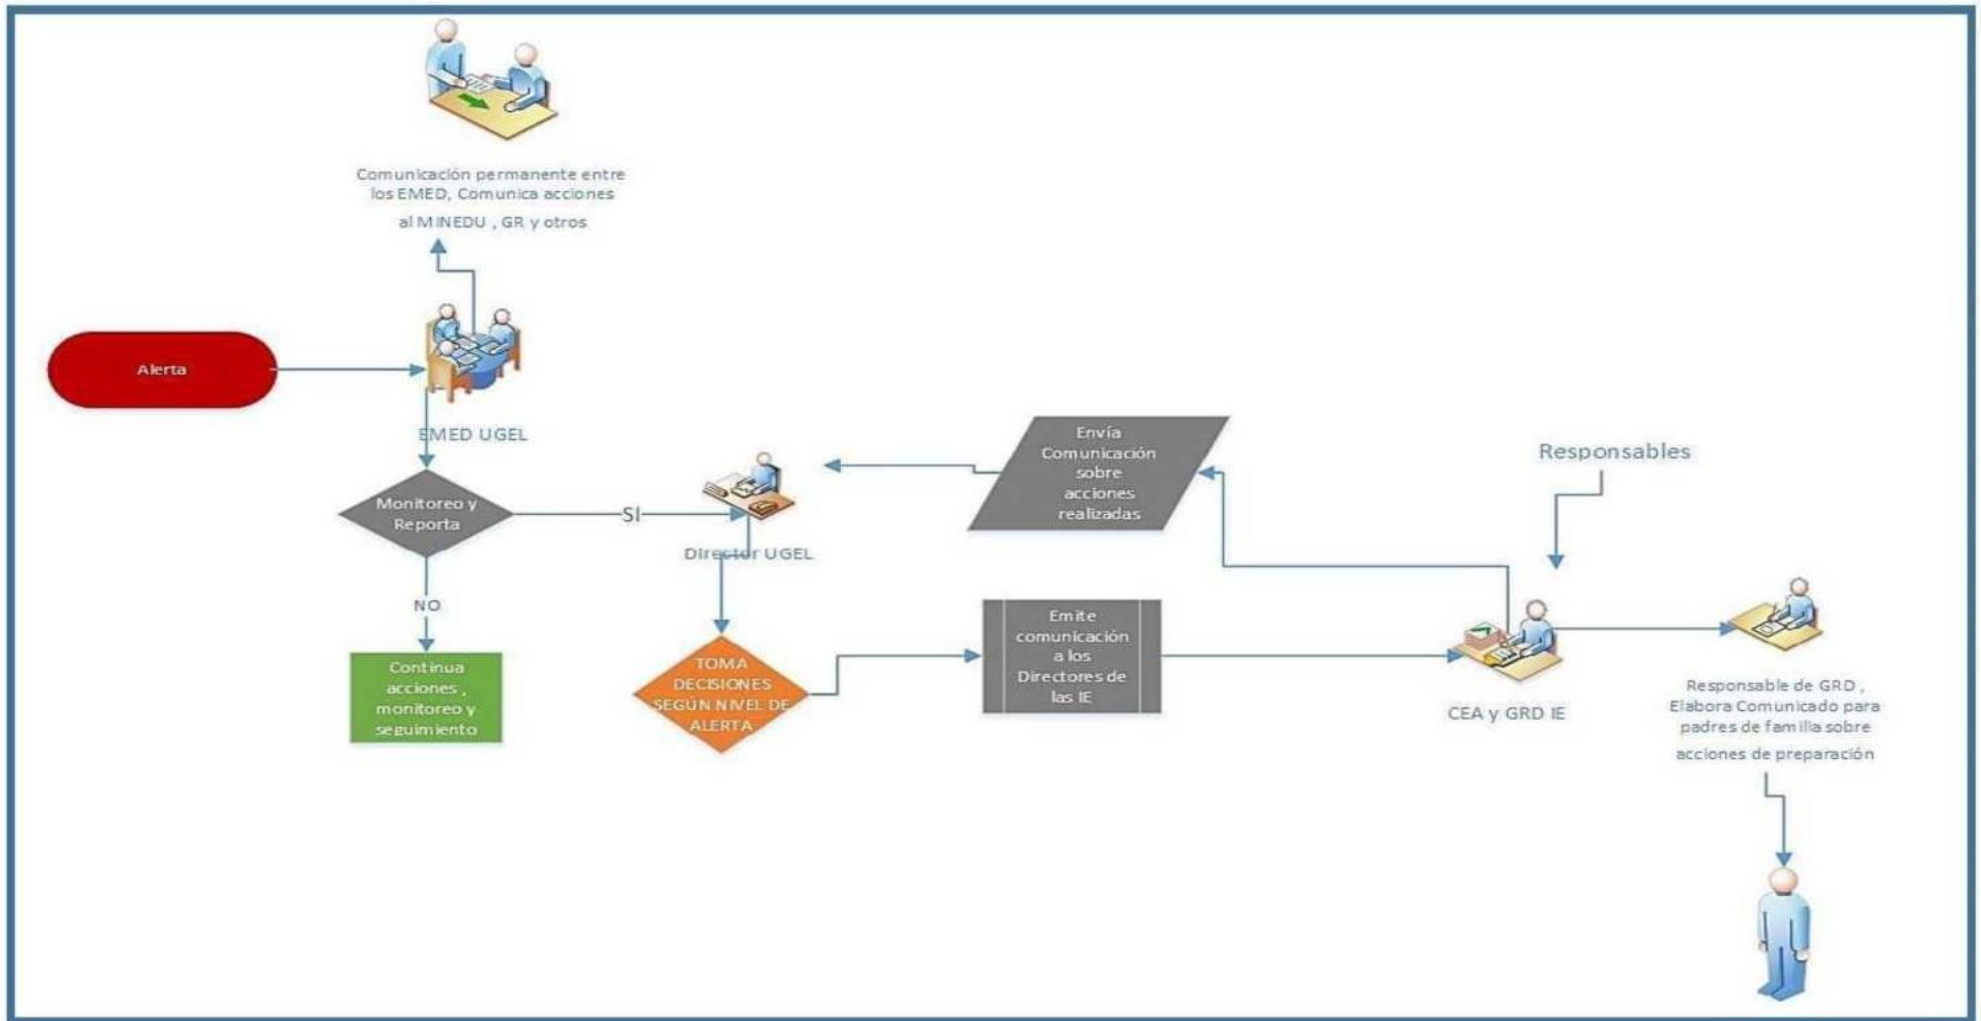 Comunicación permanente entre
los EMED, Comunica acciones
al MINEDU , GR y otros
Alerta
EMED UGEL
Monitoreo y
Reporta
SI
NO
Continua
acciones ,
monitoreo y
seguimiento
Director UGEL
TOMA
DECISIONES
SEGÚN NIVEL DE
ALERTA
Envía
Comunicación
sobre
acciones
realizadas
Emite
comunicación
a los
Directores de
las IE
Responsables
CEA y GRD IE
Responsable de GRD ,
Elabora Comunicado para
padres de familia sobre
acciones de preparación